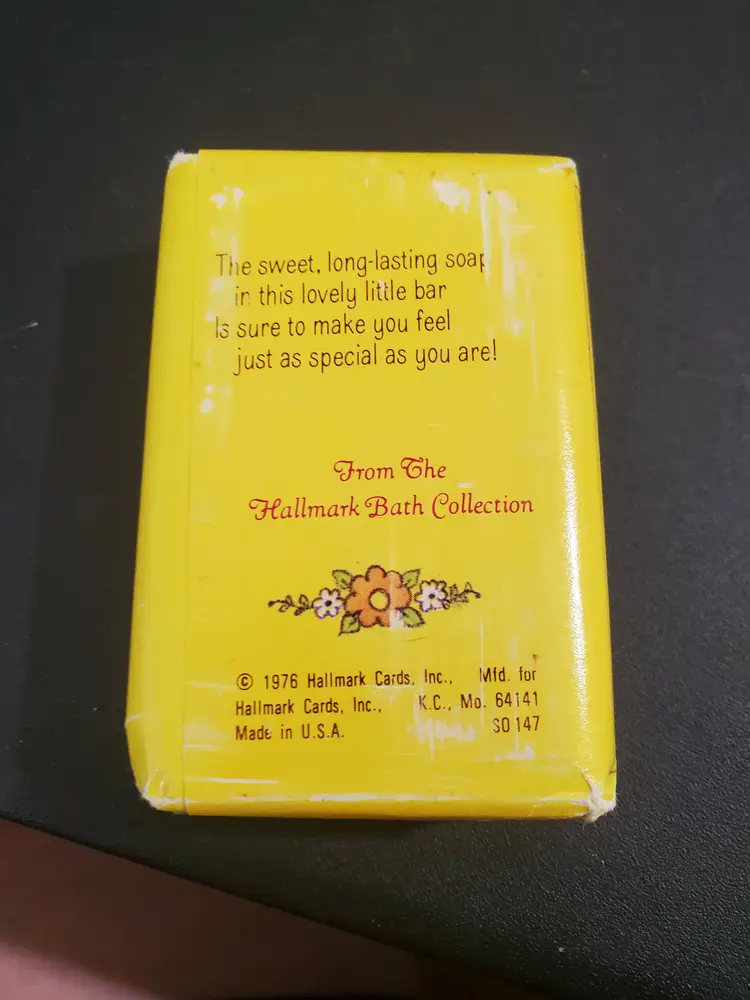 The sweet, long-lasting soap
in this lovely little bar
Is sure to make you feel
just as special as you are!
From The
Hallmark Bath Collection
© 1976 Hallmark Cards, Inc., Mfd. for
Hallmark Cards, Inc., K.C., Mo. 64141
Made in U.S.A. SO 147